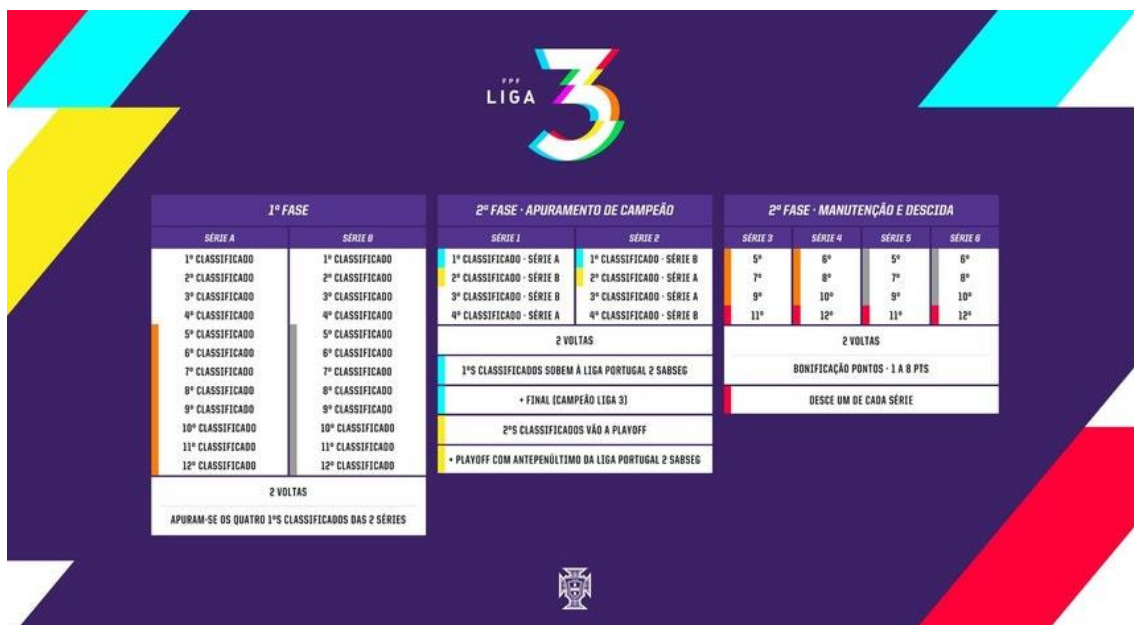 FPF
LIGA 3
1ª FASE
SÉRIE A SÉRIE B
1º CLASSIFICADO 1º CLASSIFICADO
2º CLASSIFICADO 2º CLASSIFICADO
3º CLASSIFICADO 3º CLASSIFICADO
4º CLASSIFICADO 4º CLASSIFICADO
5º CLASSIFICADO 5º CLASSIFICADO
6º CLASSIFICADO 6º CLASSIFICADO
7º CLASSIFICADO 7º CLASSIFICADO
8º CLASSIFICADO 8º CLASSIFICADO
9º CLASSIFICADO 9º CLASSIFICADO
10º CLASSIFICADO 10º CLASSIFICADO
11º CLASSIFICADO 11º CLASSIFICADO
12º CLASSIFICADO 12º CLASSIFICADO
2 VOLTAS
APURAM-SE OS QUATRO 1ºS CLASSIFICADOS DAS 2 SÉRIES
2ª FASE · APURAMENTO DE CAMPEÃO
SÉRIE 1 SÉRIE 2
1º CLASSIFICADO · SÉRIE A 1º CLASSIFICADO · SÉRIE B
2º CLASSIFICADO · SÉRIE B 2º CLASSIFICADO · SÉRIE A
3º CLASSIFICADO · SÉRIE B 3º CLASSIFICADO · SÉRIE A
4º CLASSIFICADO · SÉRIE A 4º CLASSIFICADO · SÉRIE B
2 VOLTAS
1ºS CLASSIFICADOS SOBEM À LIGA PORTUGAL 2 SABSEG
+ FINAL (CAMPEÃO LIGA 3)
2ºS CLASSIFICADOS VÃO A PLAYOFF
+ PLAYOFF COM ANTEPENÚLTIMO DA LIGA PORTUGAL 2 SABSEG
2ª FASE · MANUTENÇÃO E DESCIDA
SÉRIE 3 SÉRIE 4 SÉRIE 5 SÉRIE 6
5º 6º 5º 6º
7º 8º 7º 8º
9º 10º 9º 10º
11º 12º 11º 12º
2 VOLTAS
BONIFICAÇÃO PONTOS · 1 A 8 PTS
DESCE UM DE CADA SÉRIE